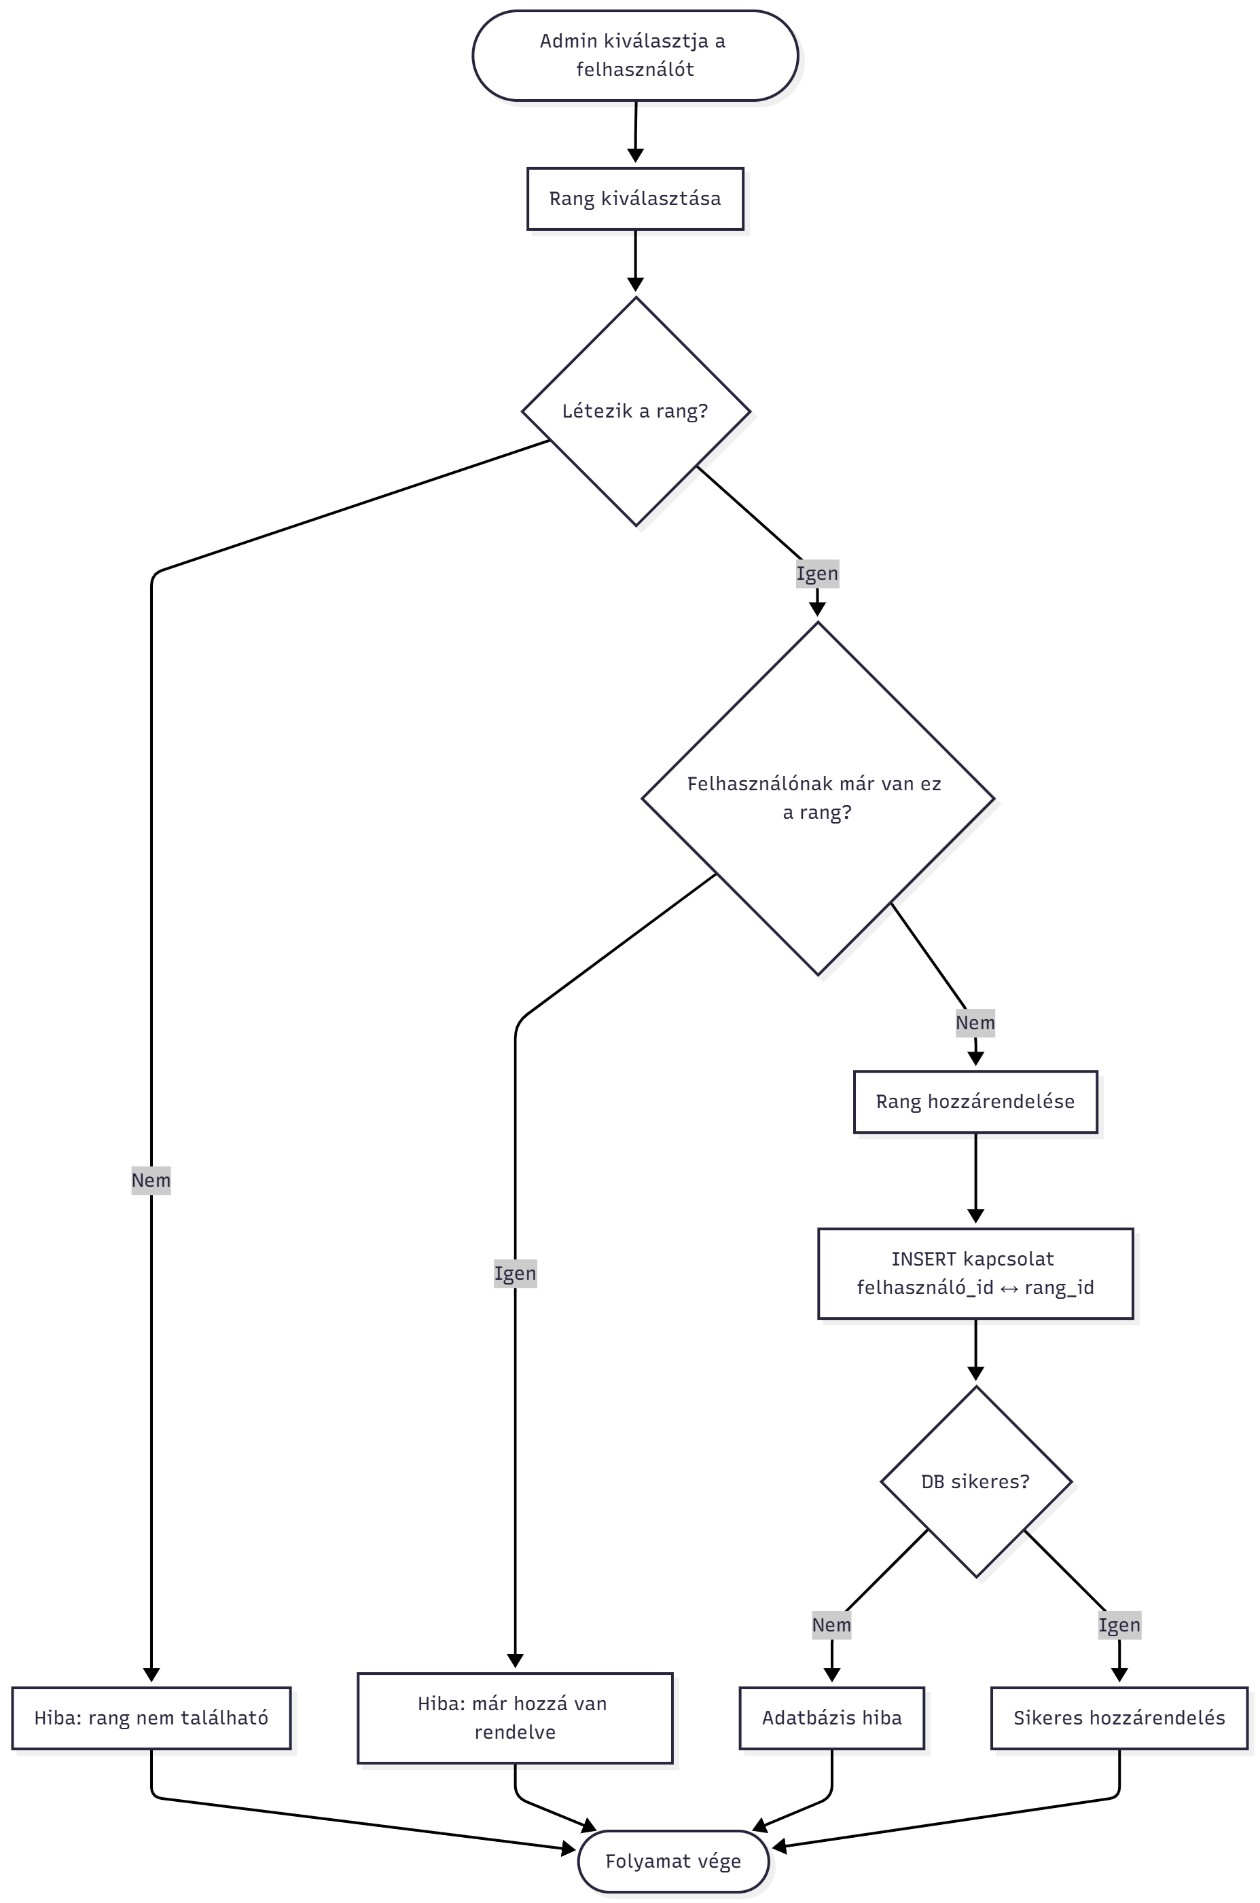 Admin kiválasztja a
felhasználót
Rang kiválasztása
Létezik a rang?
Igen
Felhasználónak már van ez
a rang?
Nem
Rang hozzárendelése
Nem
INSERT kapcsolat
felhasználó_id ↔ rang_id
Igen
DB sikeres?
Nem
Igen
Hiba: rang nem található
Hiba: már hozzá van
rendelve
Adatbázis hiba
Sikeres hozzárendelés
Folyamat vége